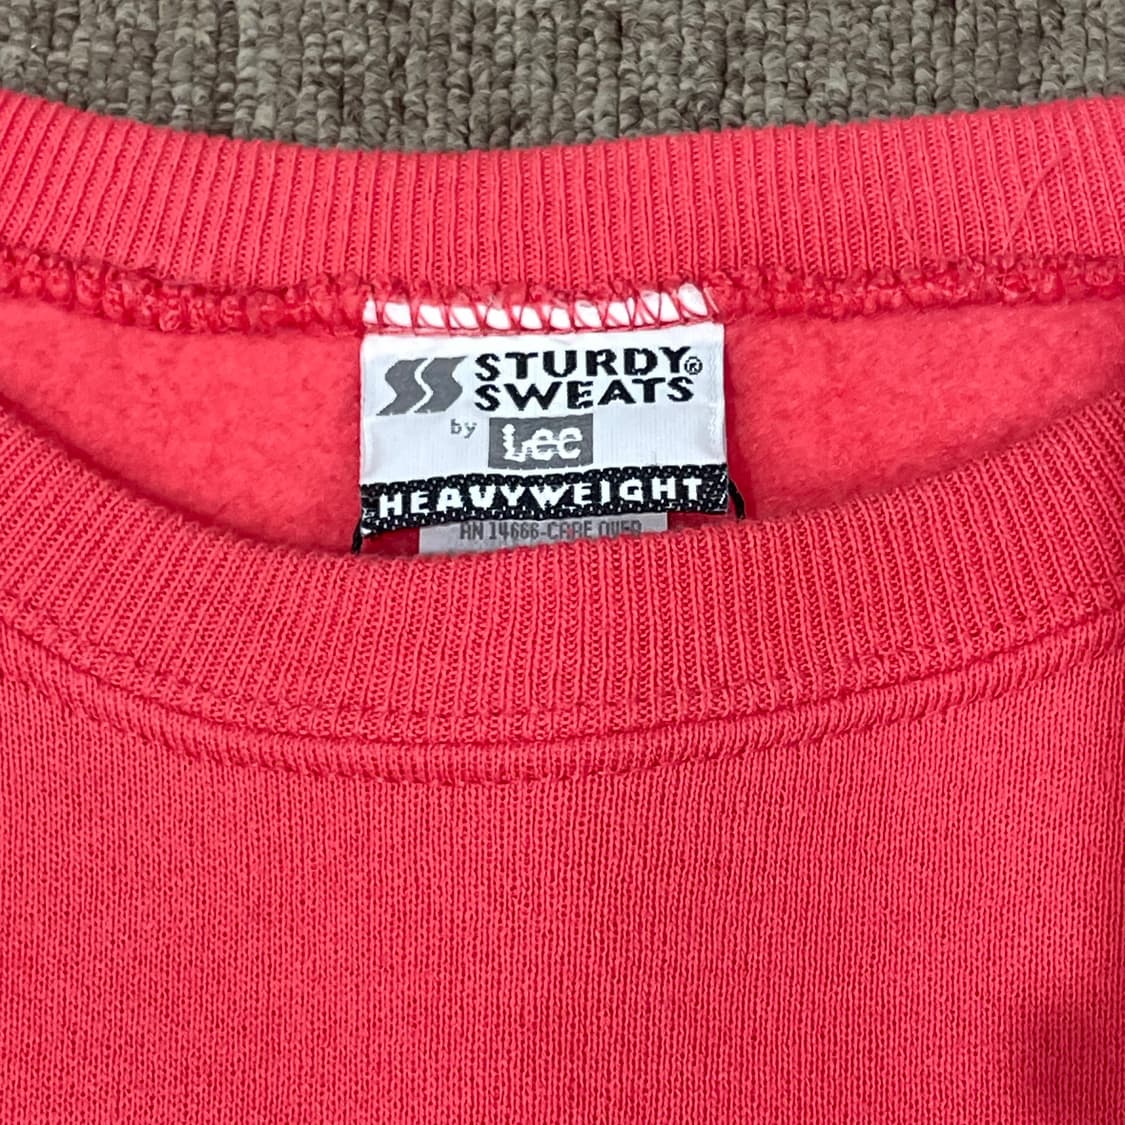 STURDY®
SWEATS
by Lee
HEAVYWEIGHT
RN 14666-CARE OVER